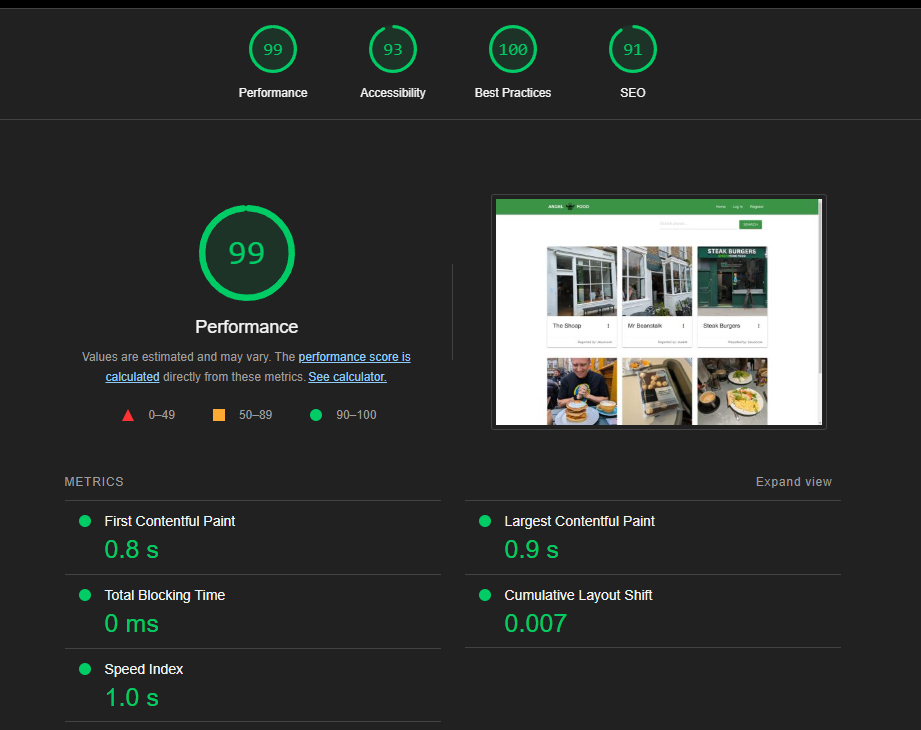 99
93
100
91
Performance
Accessibility
Best Practices
SEO
99
Performance
Values are estimated and may vary. The performance score is
calculated directly from these metrics. See calculator.
0–49
50–89
90–100
FOOD
Home
Log In
Register
SEARCH
STEAK BURGERS
The Shoap
Mr Beanstalk
Steak Burgers
METRICS
Expand view
First Contentful Paint
0.8 s
Largest Contentful Paint
0.9 s
Total Blocking Time
0 ms
Cumulative Layout Shift
0.007
Speed Index
1.0 s